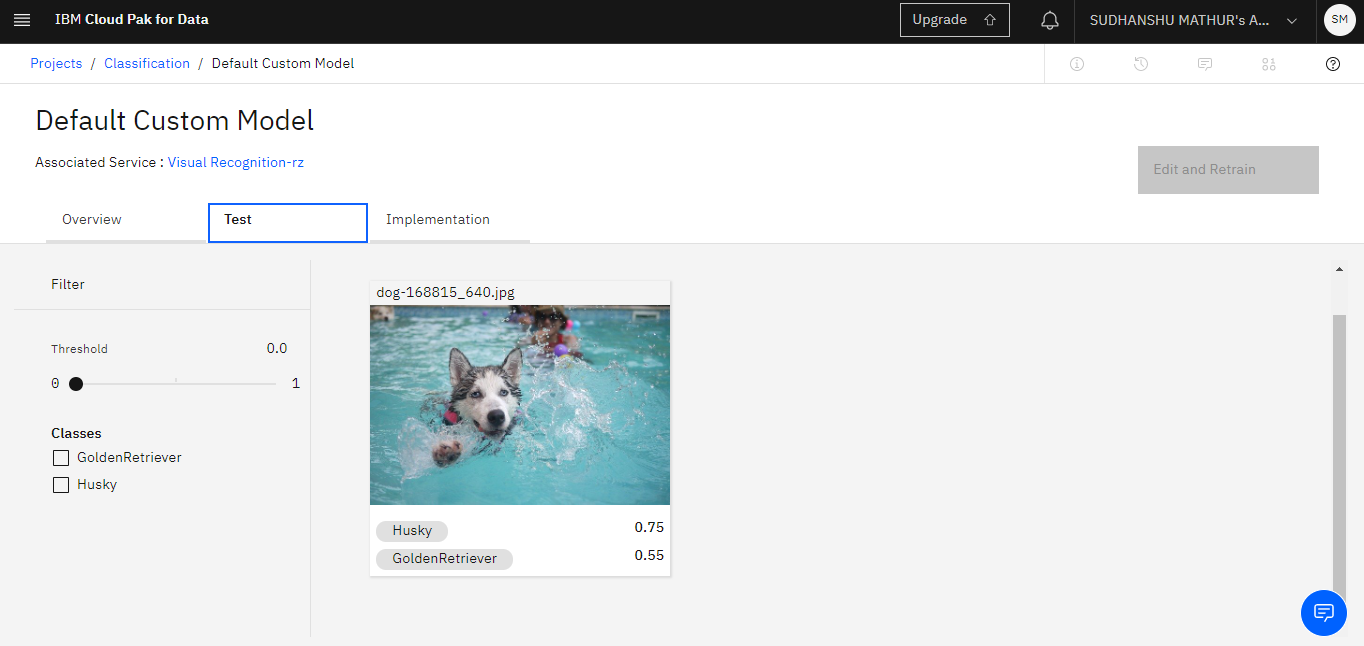 IBM Cloud Pak for Data
Upgrade
SUDHANSHU MATHUR's A...
SM
Projects / Classification / Default Custom Model
Default Custom Model
Associated Service : Visual Recognition-rz
Edit and Retrain
Overview
Test
Implementation
Filter
Threshold 0.0
0 1
Classes
GoldenRetriever
Husky
dog-168815_640.jpg
Husky 0.75
GoldenRetriever 0.55